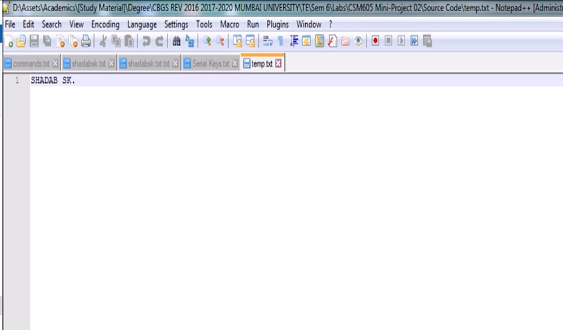 D:\Assets\Academics\[Study Material]\Degree\CBGS REV 2016 2017-2020 MUMBAI UNIVERSITY\TE\Sem 6\Labs\CSM605 Mini-Project 02\Source Code\temp.txt - Notepad++ [Administ
File Edit Search View Encoding Language Settings Tools Macro Run Plugins Window ?
commands.txt shadabsk.txt shadabsk.txt.txt Serial Keys.txt temp.txt
1 SHADAB SK.